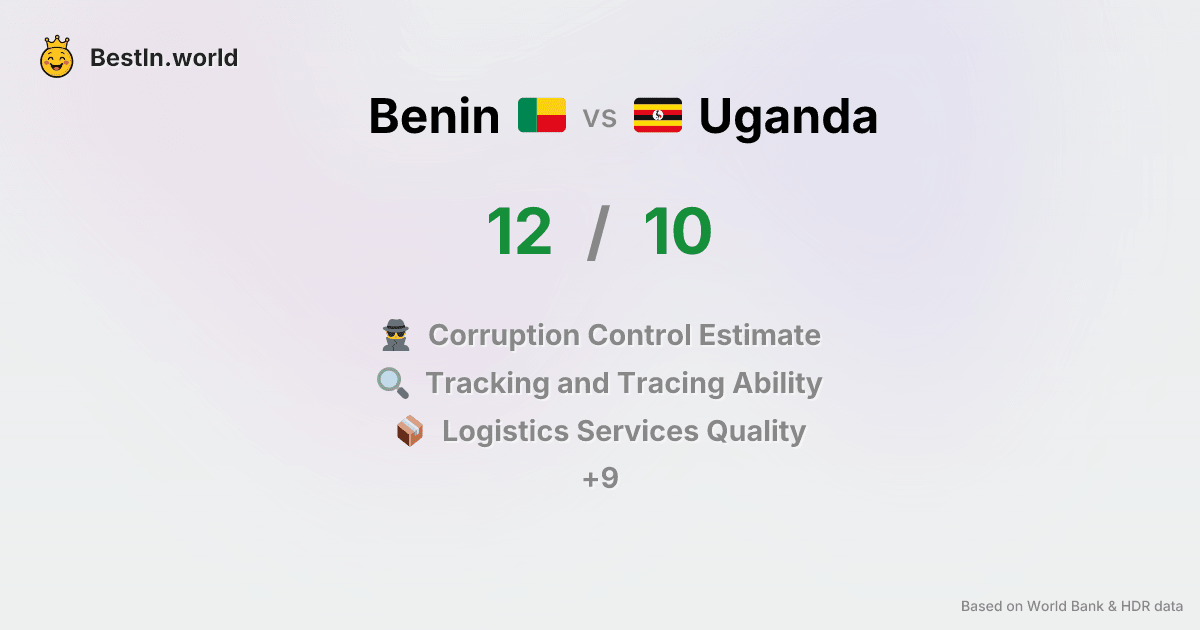 BestIn.world
Benin vs Uganda
12 / 10
Corruption Control Estimate
Tracking and Tracing Ability
Logistics Services Quality
+9
Based on World Bank & HDR data